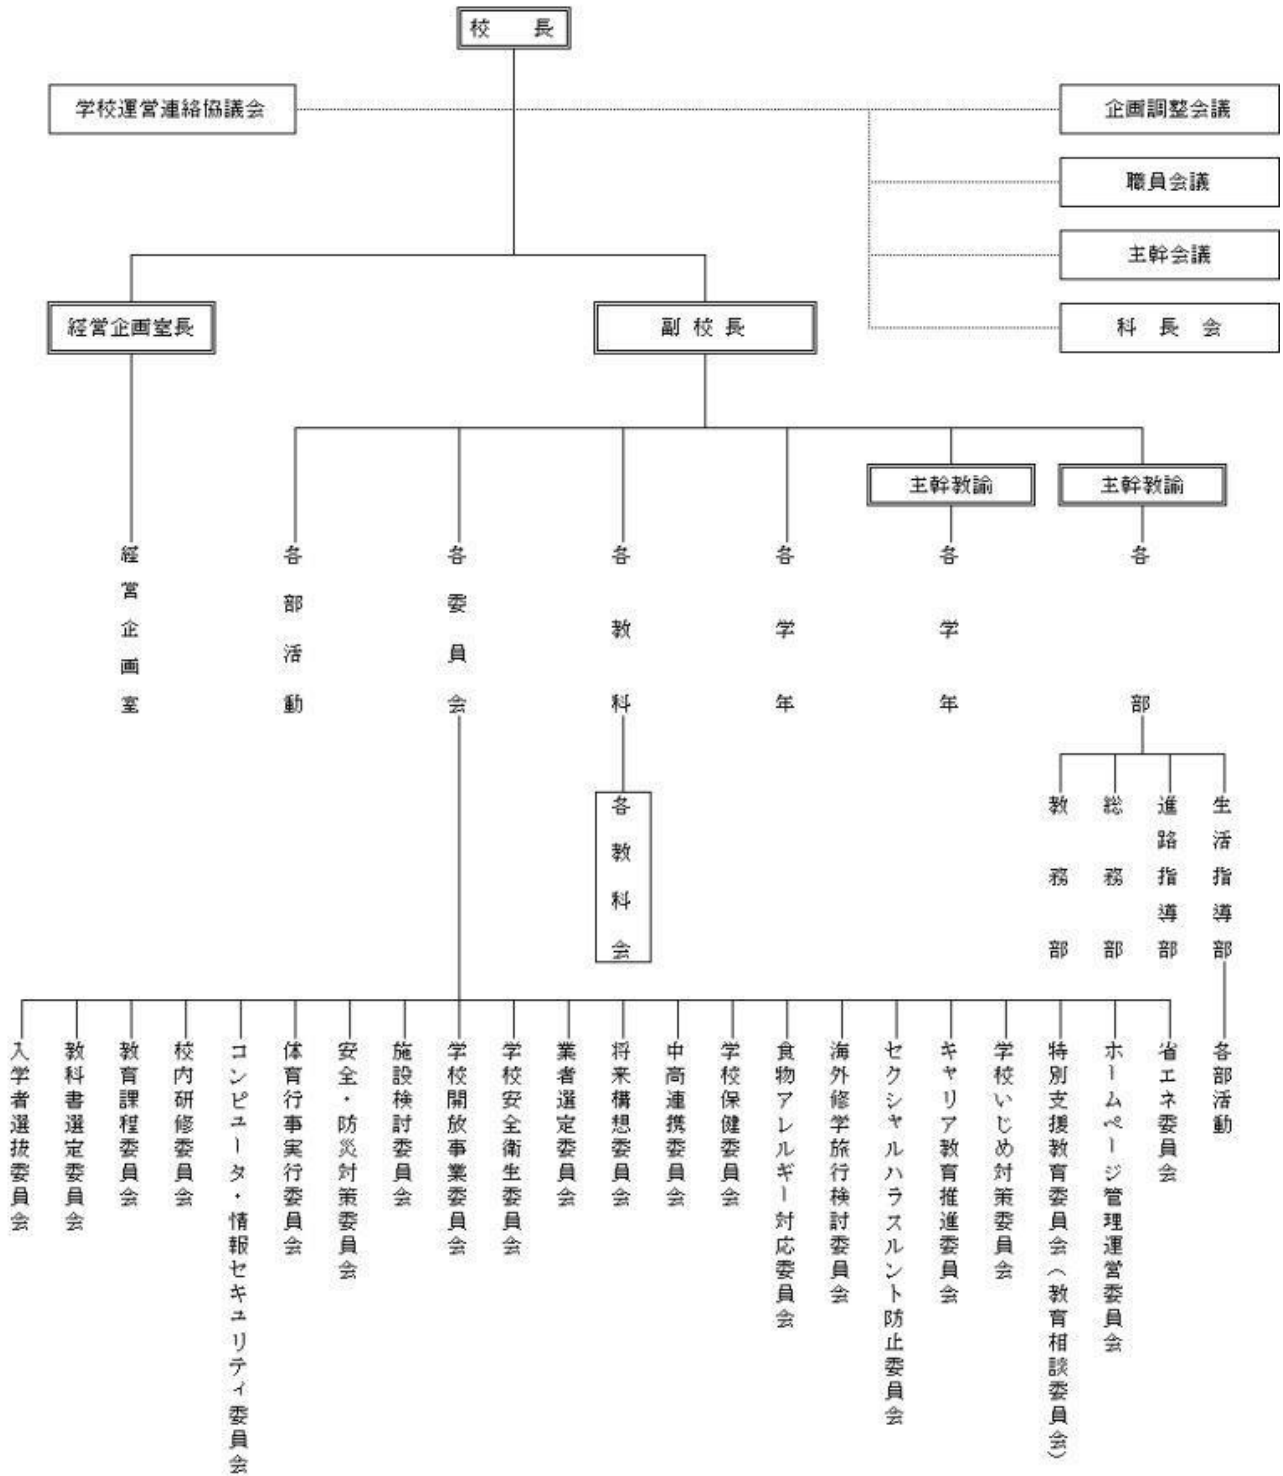 校　長
学校運営連絡協議会
企画調整会議
職員会議
主幹会議
科長会
経営企画室長
副校長
主幹教諭
主幹教諭
経営企画室
各部活動
各委員会
各教科
各学年
各学年
各部
各教科会
教務部
総務部
進路指導部
生活指導部
入学者選抜委員会
教科書選定委員会
教育課程委員会
校内研修委員会
コンピュータ・情報セキュリティ委員会
体育行事実行委員会
安全・防災対策委員会
施設検討委員会
学校開放事業委員会
学校安全衛生委員会
業者選定委員会
将来構想委員会
中高連携委員会
学校保健委員会
食物アレルギー対応委員会
海外修学旅行検討委員会
セクシャルハラスルント防止委員会
キャリア教育推進委員会
学校いじめ対策委員会
特別支援教育委員会（教育相談委員会）
ホームページ管理運営委員会
省エネ委員会
各部活動